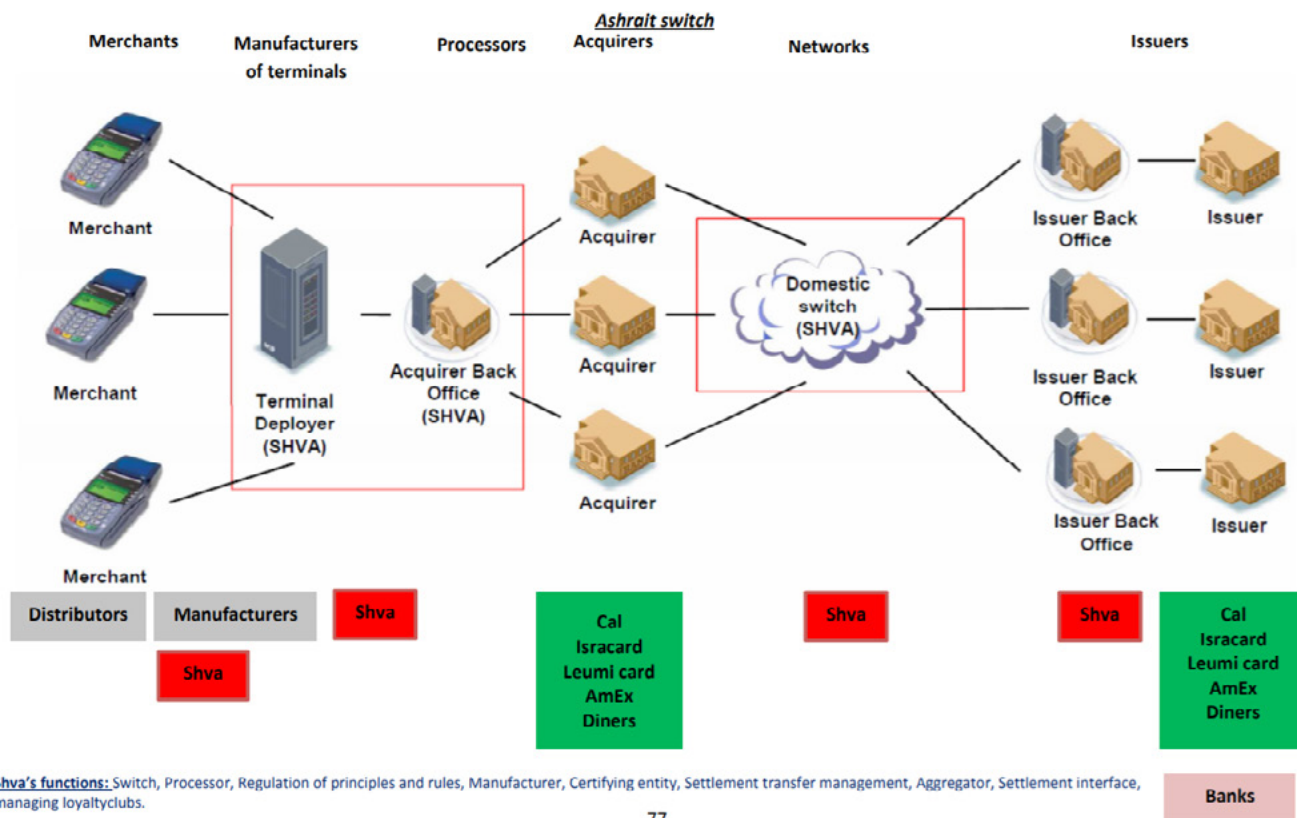 Ashrait switch
Merchants
Manufacturers
of terminals
Processors
Acquirers
Networks
Issuers
Merchant
Merchant
Merchant
Terminal
Deployer
(SHVA)
Acquirer Back
Office
(SHVA)
Acquirer
Acquirer
Acquirer
Domestic
switch
(SHVA)
Issuer Back
Office
Issuer
Issuer Back
Office
Issuer
Issuer Back
Office
Issuer
Distributors
Manufacturers
Shva
Shva
Cal
Isracard
Leumi card
AmEx
Diners
Shva
Shva
Cal
Isracard
Leumi card
AmEx
Diners
Shva's functions: Switch, Processor, Regulation of principles and rules, Manufacturer, Certifying entity, Settlement transfer management, Aggregator, Settlement interface,
managing loyaltyclubs.
Banks